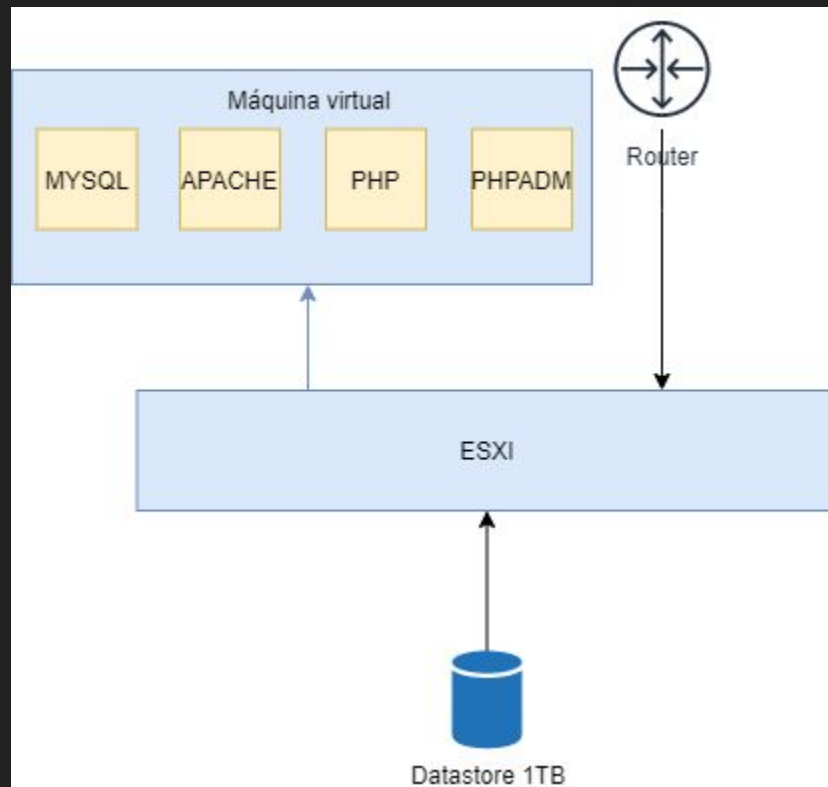 Máquina virtual
MYSQL
APACHE
PHP
PHPADM
Router
ESXI
Datastore 1TB